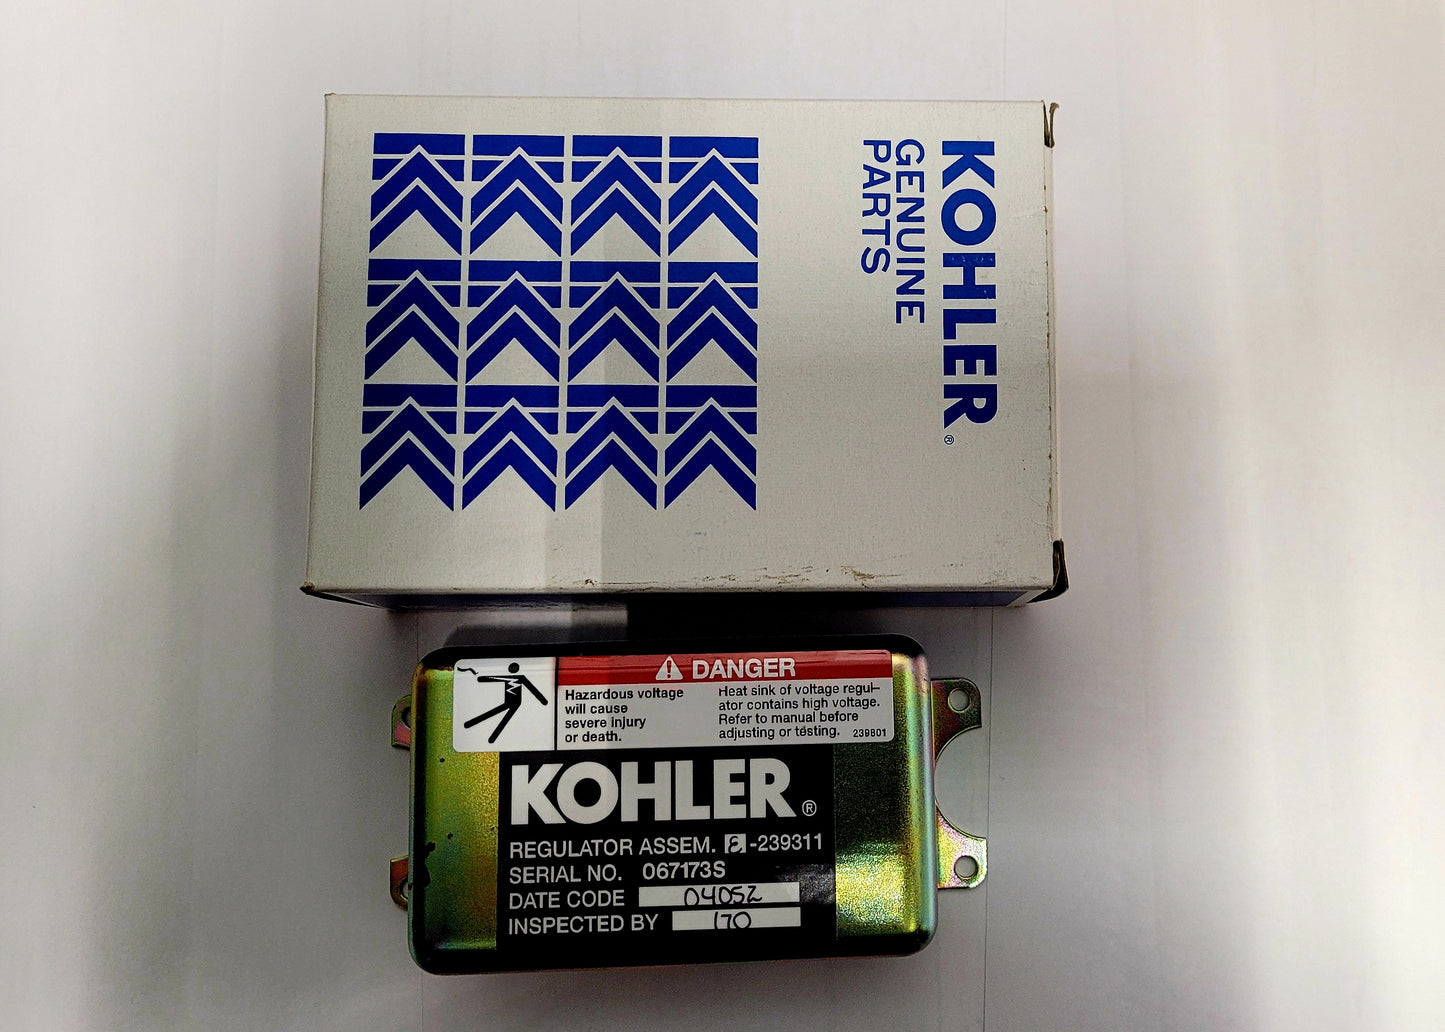 KOHLER®
GENUINE
PARTS
⚠ DANGER
Hazardous voltage
will cause
severe injury
or death.
Heat sink of voltage regul-
ator contains high voltage.
Refer to manual before
adjusting or testing. 239801
KOHLER®
REGULATOR ASSEM. E-239311
SERIAL NO. 067173S
DATE CODE 04052
INSPECTED BY 170